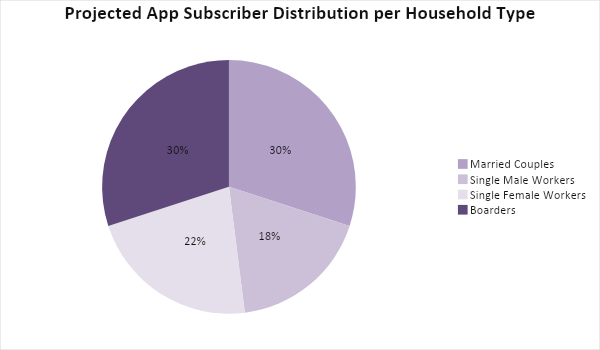 Projected App Subscriber Distribution per Household Type
30%
30%
18%
22%
Married Couples
Single Male Workers
Single Female Workers
Boarders